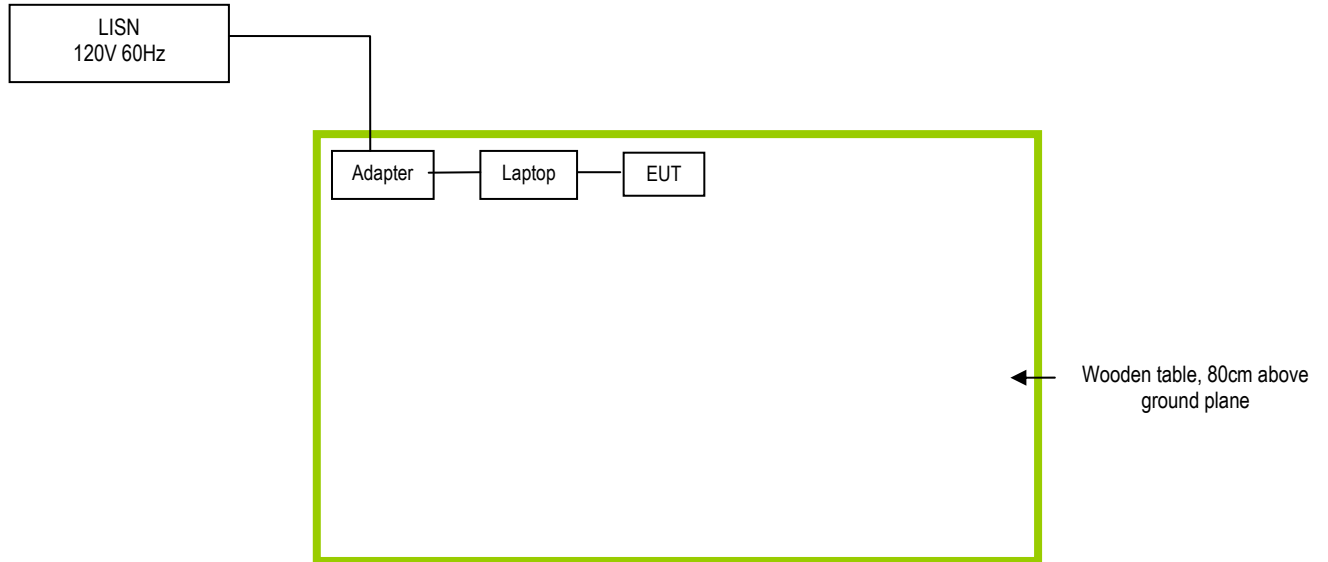 LISN
120V 60Hz
Adapter
Laptop
EUT
Wooden table, 80cm above
ground plane